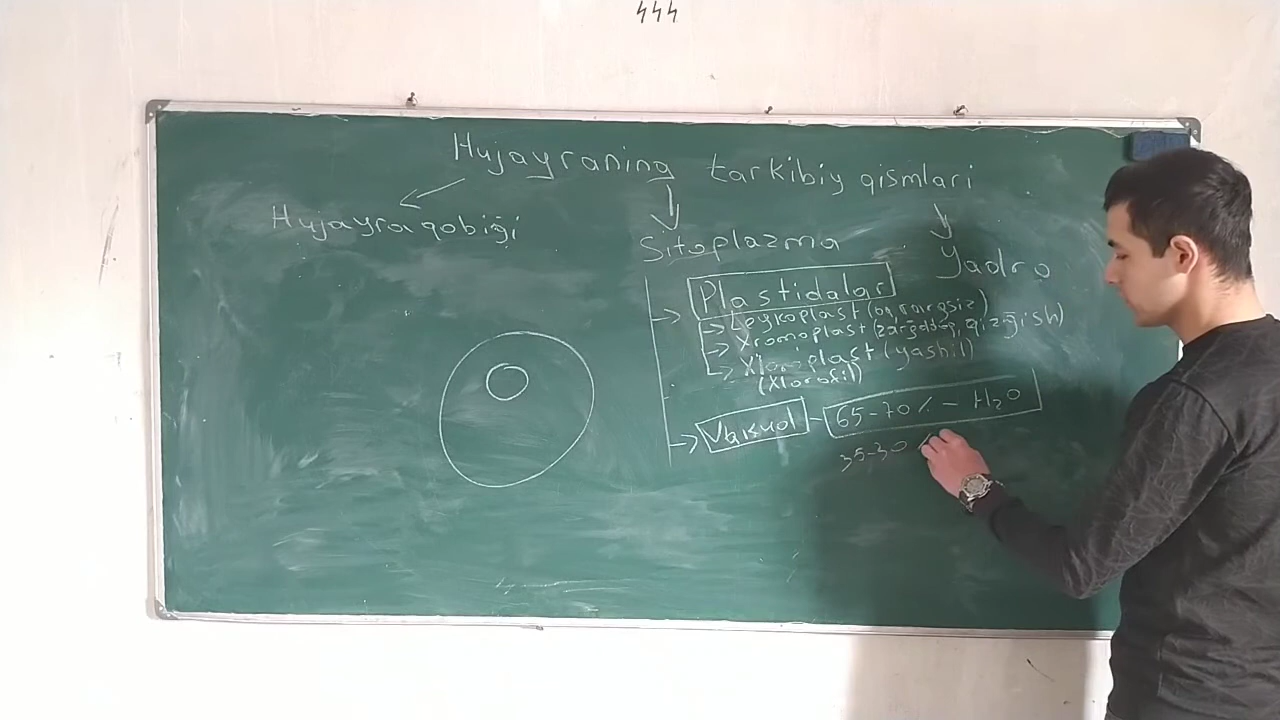 444
Hujayraning tarkibiy qismlari
Hujayra qobiği
Sitoplazma
Yadro
Plastidalar
Leykoplast (oq, rangsiz)
Xromoplast (zarg'aldoq, qizg'ish)
Xloroplast (yashil)
(Xlorofil)
Vakuol - 65-70% - H₂O
35-30